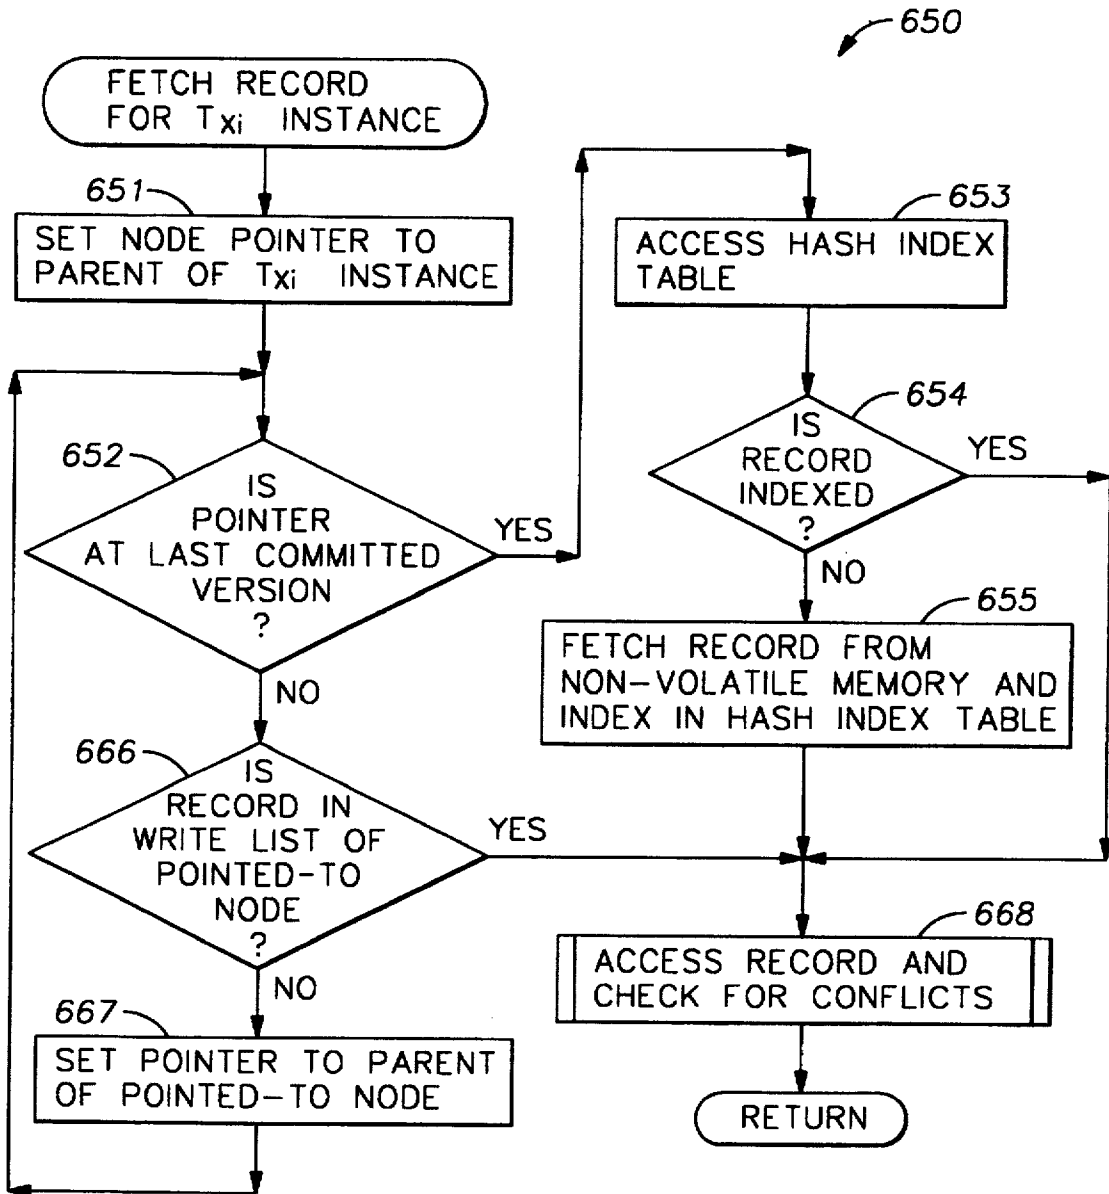 650
FETCH RECORD
FOR Txi INSTANCE
651
SET NODE POINTER TO
PARENT OF Txi INSTANCE
652
IS
POINTER
AT LAST COMMITTED
VERSION
?
YES
NO
666
IS
RECORD IN
WRITE LIST OF
POINTED-TO
NODE
?
YES
NO
667
SET POINTER TO PARENT
OF POINTED-TO NODE
653
ACCESS HASH INDEX
TABLE
654
IS
RECORD
INDEXED
?
YES
NO
655
FETCH RECORD FROM
NON-VOLATILE MEMORY AND
INDEX IN HASH INDEX TABLE
668
ACCESS RECORD AND
CHECK FOR CONFLICTS
RETURN